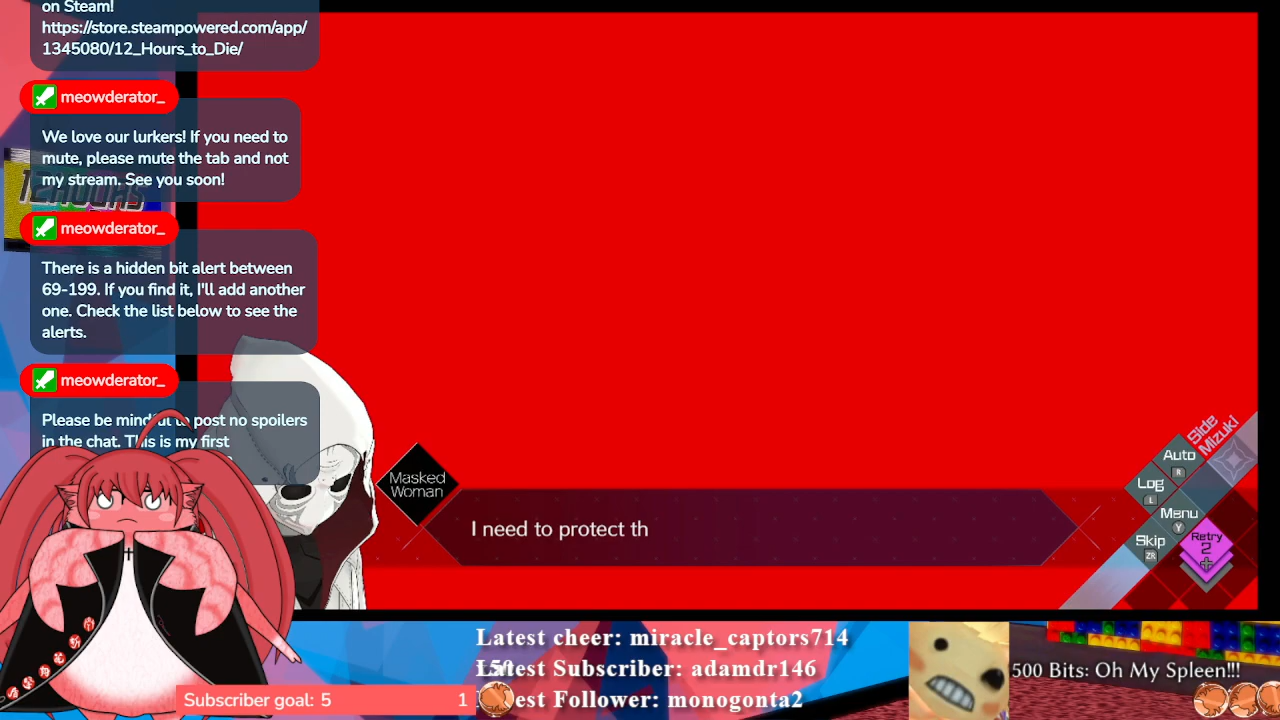 on Steam!
https://store.steampowered.com/app/
1345080/12_Hours_to_Die/
meowderator_
We love our lurkers! If you need to
mute, please mute the tab and not
my stream. See you soon!
12HOURS
meowderator_
There is a hidden bit alert between
69-199. If you find it, I'll add another
one. Check the list below to see the
alerts.
meowderator_
Please be mindful to post no spoilers
in the chat. This is my first
Masked
Woman
I need to protect th
Side
Mizuki
Auto
R
Log
L
Menu
Y
Skip
ZR
Retry
2
+
Latest cheer: miracle_captors714
Latest Subscriber: adamdr146
est Follower: monogonta2
Subscriber goal: 5
1
500 Bits: Oh My Spleen!!!